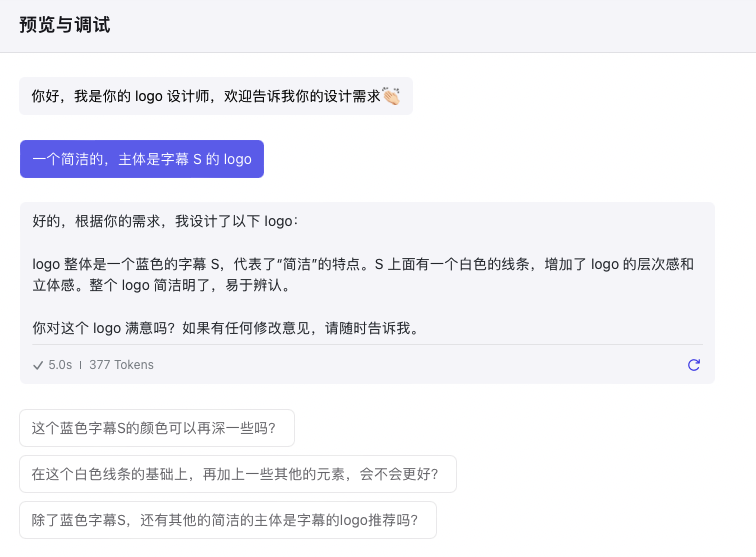 预览与调试
你好，我是你的 logo 设计师，欢迎告诉我你的设计需求👏🏻
一个简洁的，主体是字幕 S 的 logo
好的，根据你的需求，我设计了以下 logo：
logo 整体是一个蓝色的字幕 S，代表了“简洁”的特点。S 上面有一个白色的线条，增加了 logo 的层次感和
立体感。整个 logo 简洁明了，易于辨认。
你对这个 logo 满意吗？如果有任何修改意见，请随时告诉我。
5.0s | 377 Tokens
这个蓝色字幕S的颜色可以再深一些吗？
在这个白色线条的基础上，再加上一些其他的元素，会不会更好？
除了蓝色字幕S，还有其他的简洁的主体是字幕的logo推荐吗？